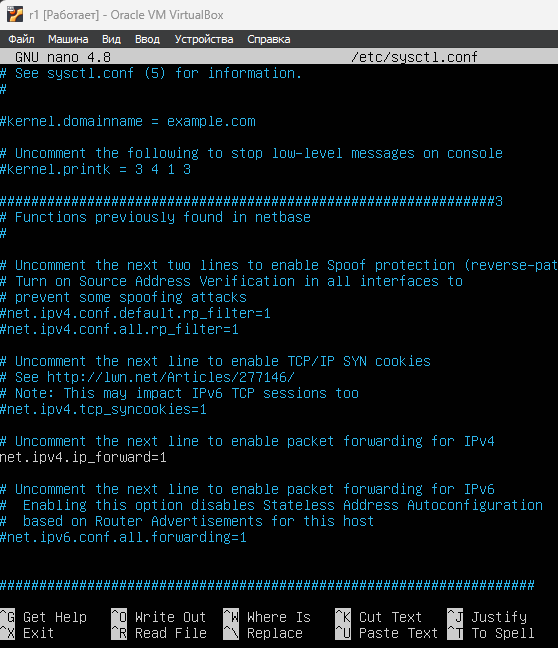 r1 [Работает] - Oracle VM VirtualBox
Файл Машина Вид Ввод Устройства Справка
GNU nano 4.8 /etc/sysctl.conf
# See sysctl.conf (5) for information.
#
#kernel.domainname = example.com
# Uncomment the following to stop low-level messages on console
#kernel.printk = 3 4 1 3
##############################################################3
# Functions previously found in netbase
#
# Uncomment the next two lines to enable Spoof protection (reverse-pat
# Turn on Source Address Verification in all interfaces to
# prevent some spoofing attacks
#net.ipv4.conf.default.rp_filter=1
#net.ipv4.conf.all.rp_filter=1
# Uncomment the next line to enable TCP/IP SYN cookies
# See http://lwn.net/Articles/277146/
# Note: This may impact IPv6 TCP sessions too
#net.ipv4.tcp_syncookies=1
# Uncomment the next line to enable packet forwarding for IPv4
net.ipv4.ip_forward=1
# Uncomment the next line to enable packet forwarding for IPv6
#  Enabling this option disables Stateless Address Autoconfiguration
#  based on Router Advertisements for this host
#net.ipv6.conf.all.forwarding=1
###################################################################
^G Get Help ^O Write Out ^W Where Is ^K Cut Text ^J Justify
^X Exit ^R Read File ^\ Replace ^U Paste Text ^T To Spell